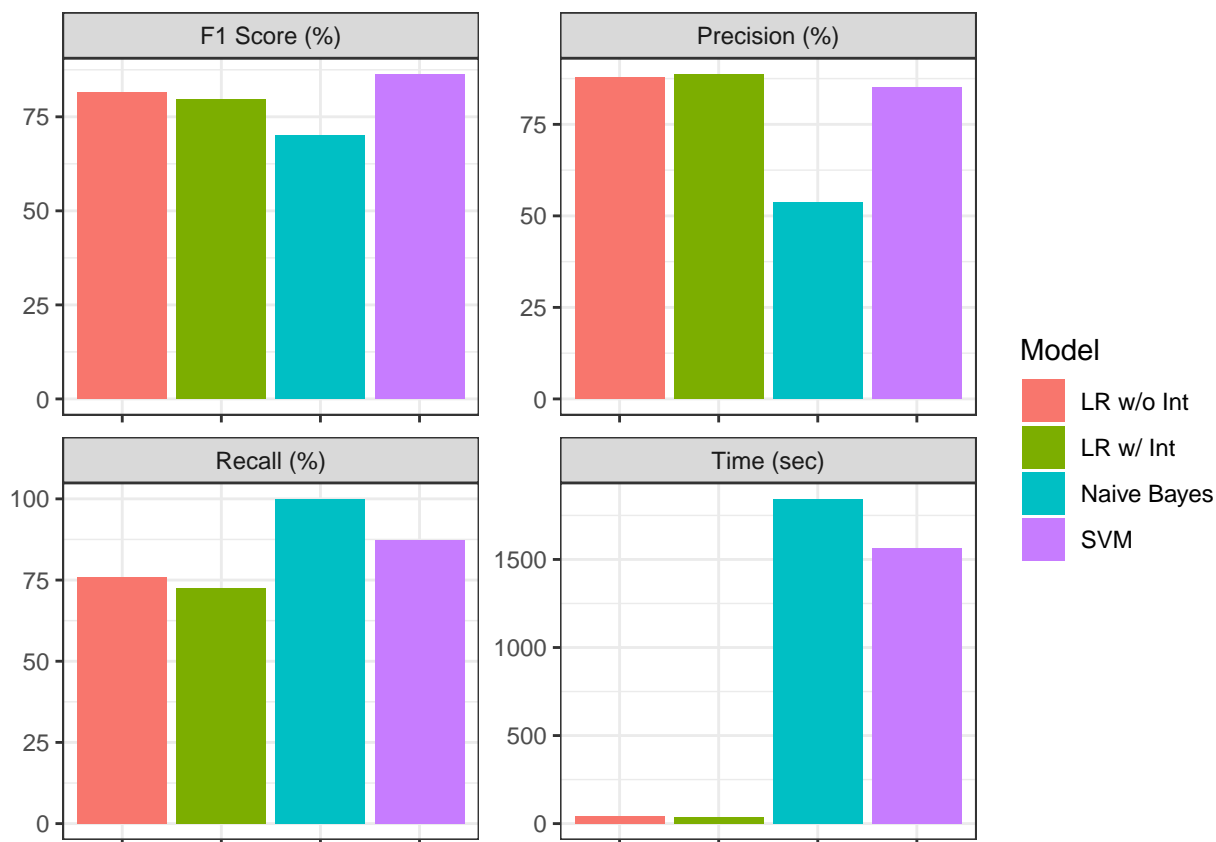 F1 Score (%)
75
50
25
0
Precision (%)
75
50
25
0
Recall (%)
100
75
50
25
0
Time (sec)
1500
1000
500
0
Model
LR w/o Int
LR w/ Int
Naive Bayes
SVM